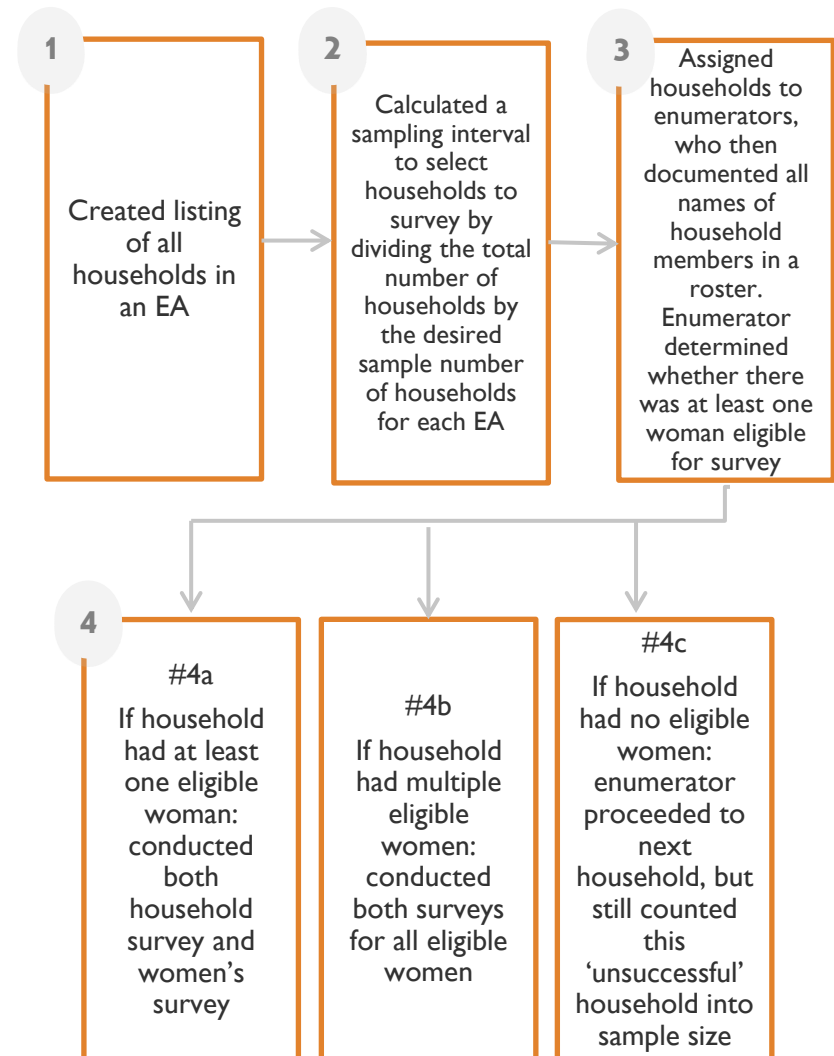 1
Created listing
of all
households in
an EA
2
Calculated a
sampling interval
to select
households to
survey by
dividing the total
number of
households by
the desired
sample number
of households
for each EA
3
Assigned
households to
enumerators,
who then
documented all
names of
household
members in a
roster.
Enumerator
determined
whether there
was at least one
woman eligible
for survey
4
#4a
If household
had at least
one eligible
woman:
conducted
both
household
survey and
women’s
survey
#4b
If household
had multiple
eligible
women:
conducted
both surveys
for all eligible
women
#4c
If household
had no eligible
women:
enumerator
proceeded to
next
household, but
still counted
this
‘unsuccessful’
household into
sample size